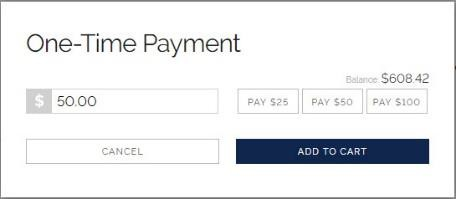 One-Time Payment
Balance: $608.42
$ 50.00 PAY $25 PAY $50 PAY $100
CANCEL ADD TO CART